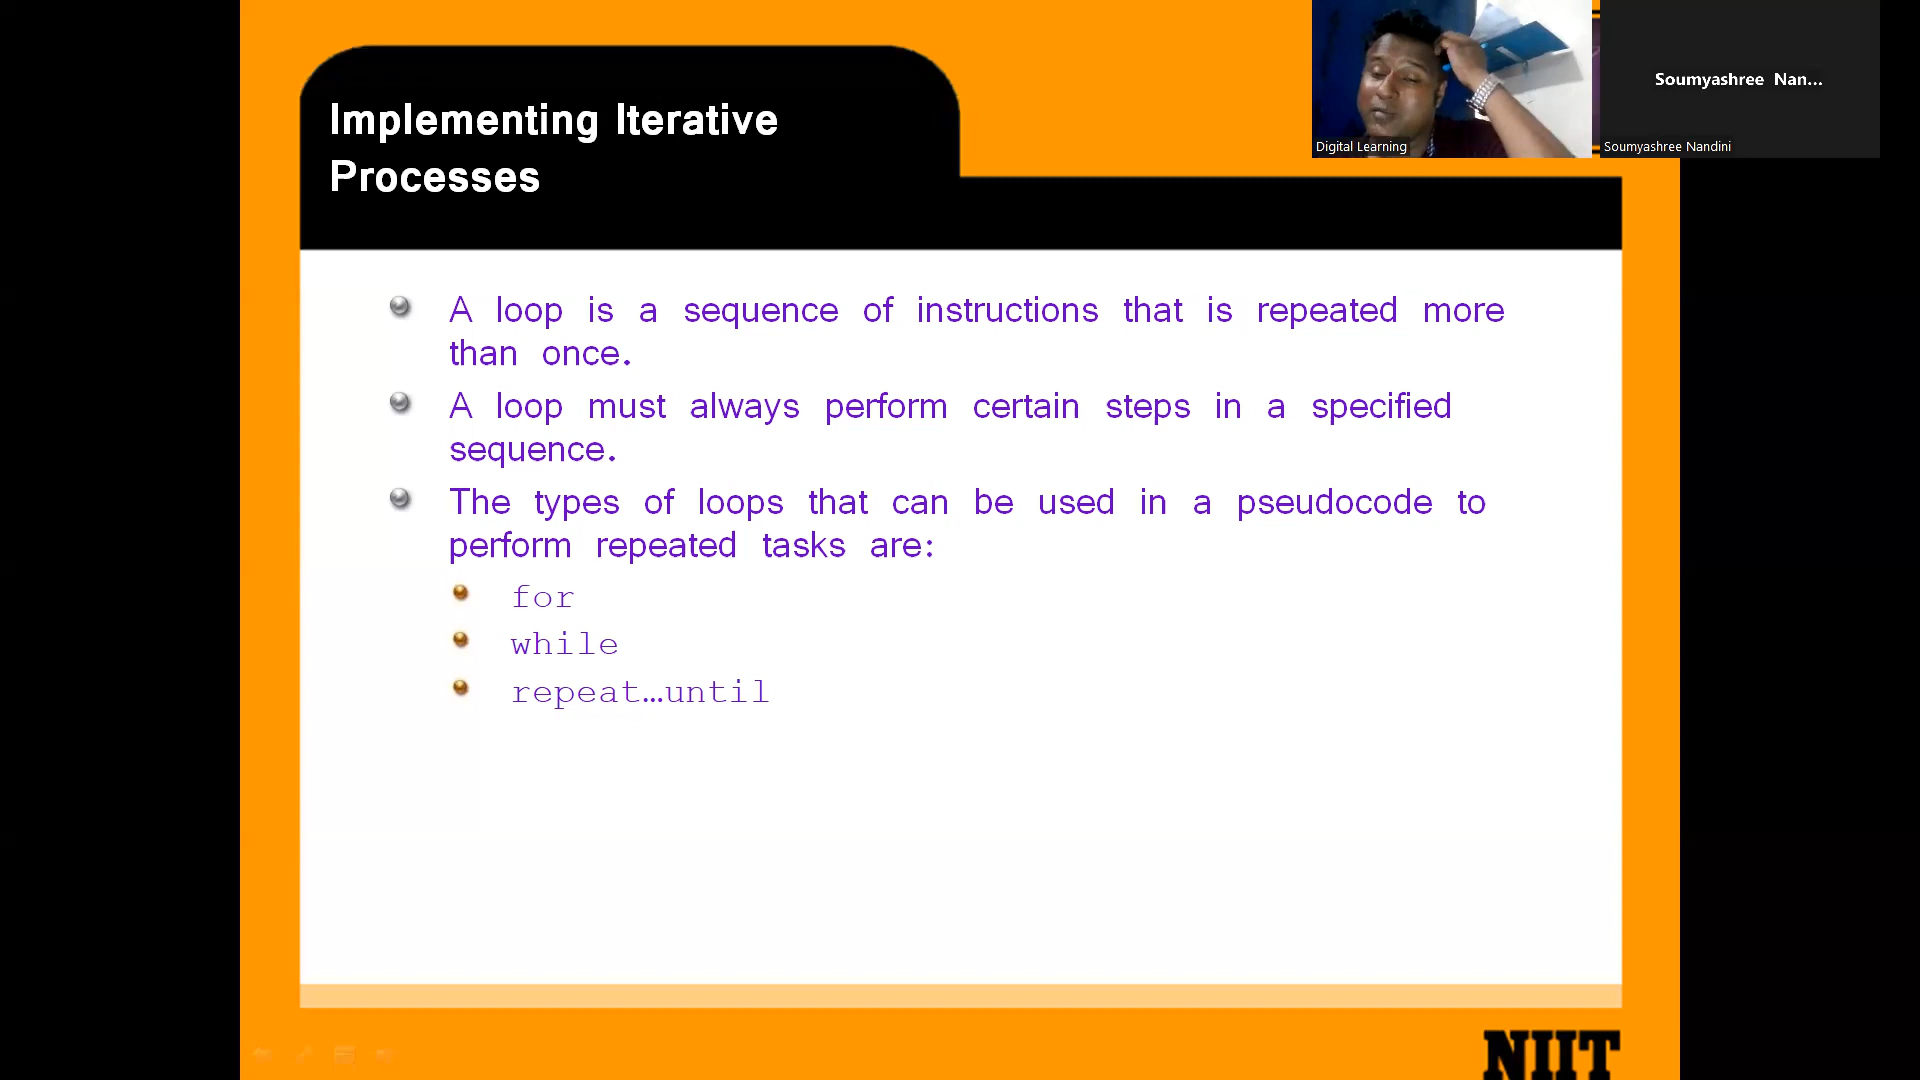 Implementing Iterative
Processes
Soumyashree Nan...
Digital Learning
Soumyashree Nandini
A loop is a sequence of instructions that is repeated more
than once.
A loop must always perform certain steps in a specified
sequence.
The types of loops that can be used in a pseudocode to
perform repeated tasks are:
for
while
repeat…until
NIIT